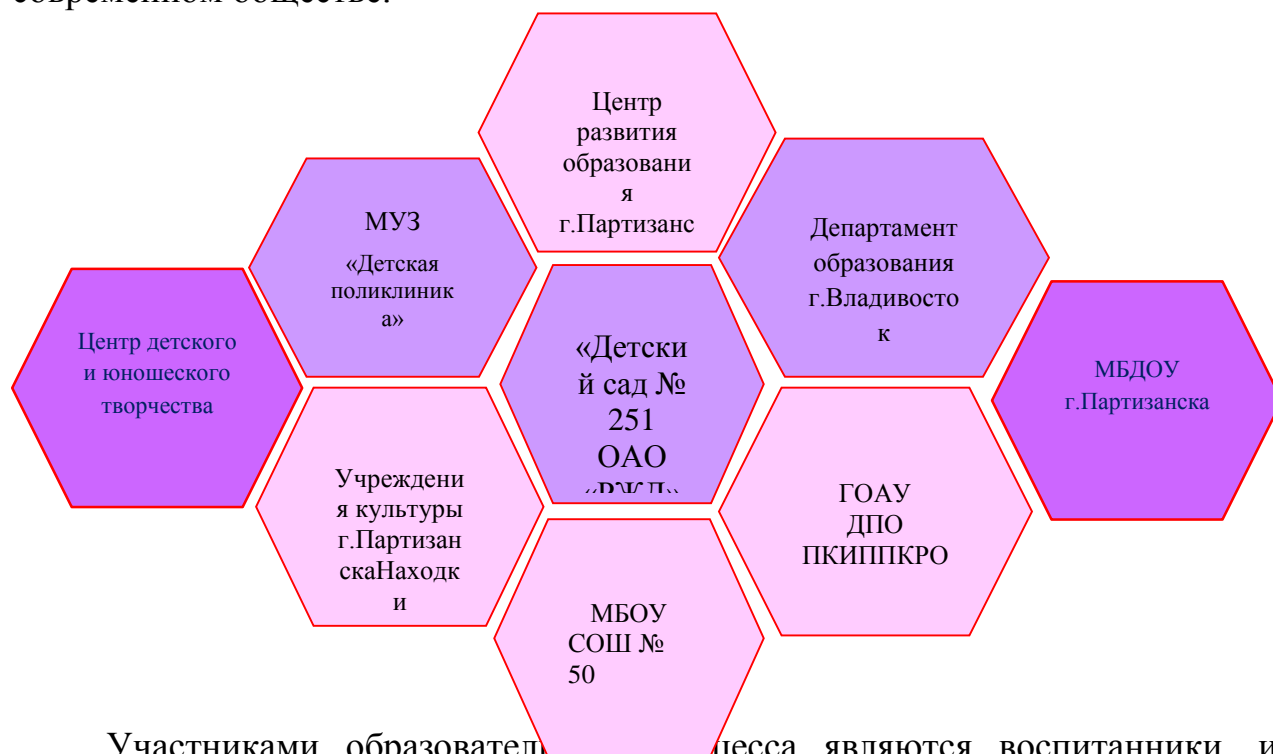 современном обществе.
Центр
развития
образовани
я
г.Партизанс
МУЗ
«Детская
поликлиник
а»
Департамент
образования
г.Владивосто
к
Центр детского
и юношеского
творчества
«Детски
й сад №
251
ОАО
«РЖД»
МБДОУ
г.Партизанска
Учреждени
я культуры
г.Партизан
скаНаходк
и
ГОАУ
ДПО
ПКИППКРО
МБОУ
СОШ №
50
Участниками образовател цесса являются воспитанники, и